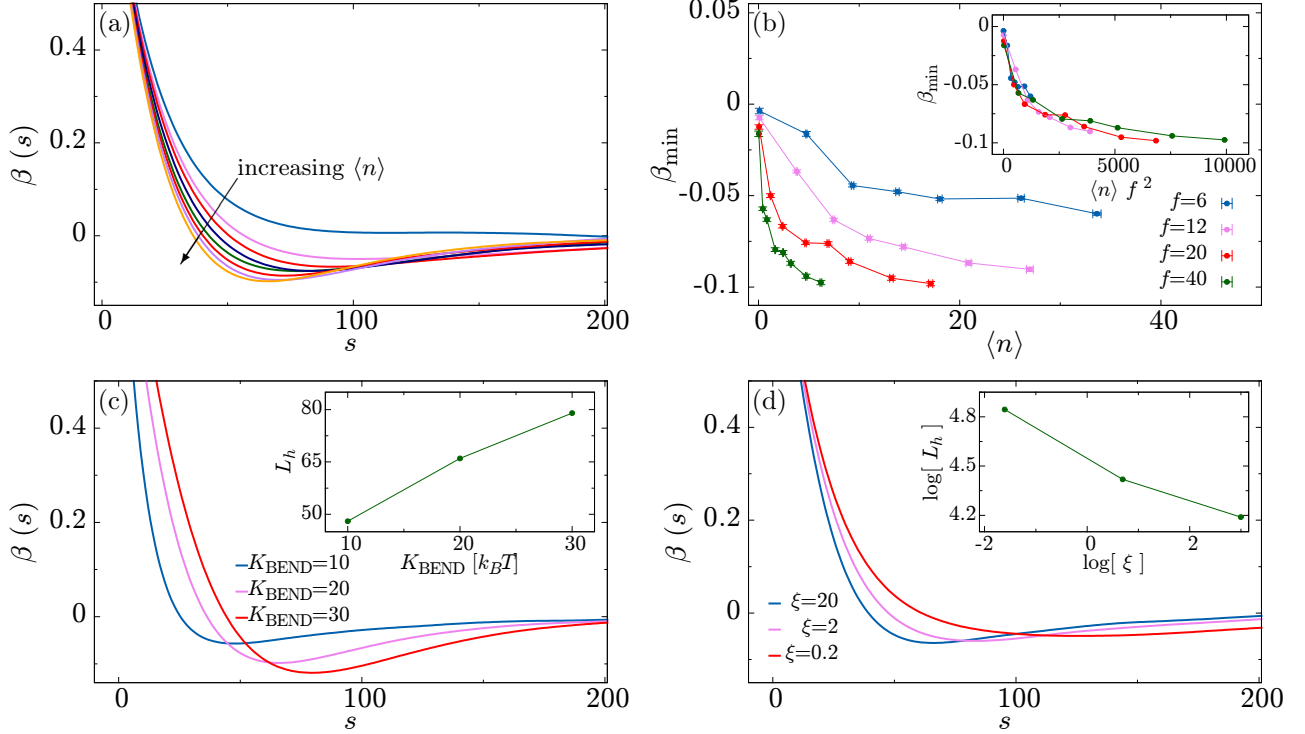 (a)
0.4
0.2
0
β (s)
increasing ⟨n⟩
0
100
200
s
(b)
0.05
0
-0.05
-0.1
β_min
0
20
40
⟨n⟩
0
-0.05
-0.1
β_min
0
5000
10000
⟨n⟩ f ²
f=6
f=12
f=20
f=40
(c)
0.4
0.2
0
β (s)
0
100
200
s
80
65
50
L_h
10
20
30
K_BEND [k_BT]
K_BEND=10
K_BEND=20
K_BEND=30
(d)
0.4
0.2
0
β (s)
0
100
200
s
4.8
4.5
4.2
log[ L_h ]
-2
0
2
log[ ξ ]
ξ=20
ξ=2
ξ=0.2